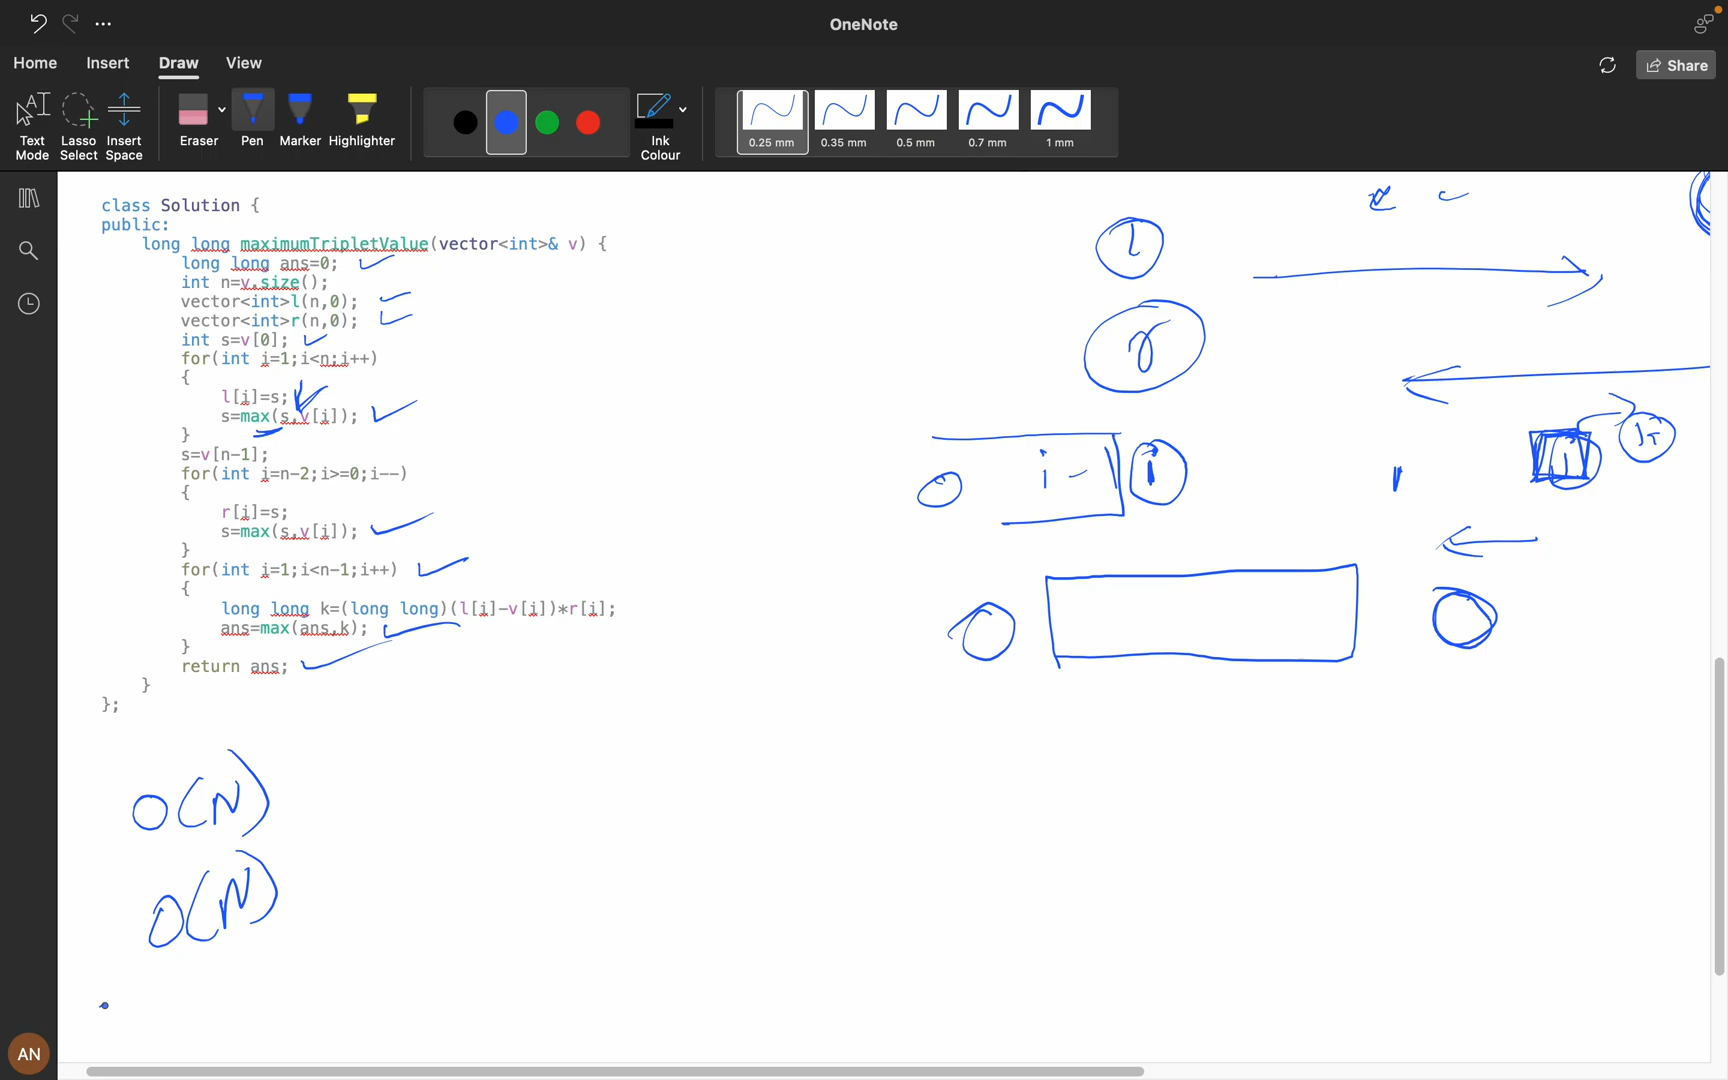 OneNote
Home Insert Draw View
Share
Text Mode
Lasso Select
Insert Space
Eraser
Pen
Marker
Highlighter
Ink Colour
0.25 mm
0.35 mm
0.5 mm
0.7 mm
1 mm
class Solution {
public:
long long maximumTripletValue(vector<int>& v) {
long long ans=0;
int n=v.size();
vector<int>l(n,0);
vector<int>r(n,0);
int s=v[0];
for(int i=1;i<n;i++)
{
l[i]=s;
s=max(s,v[i]);
}
s=v[n-1];
for(int i=n-2;i>=0;i--)
{
r[i]=s;
s=max(s,v[i]);
}
for(int i=1;i<n-1;i++)
{
long long k=(long long)(l[i]-v[i])*r[i];
ans=max(ans,k);
}
return ans;
}
};
l
r
0 i-1 i
O(N)
O(N)
AN